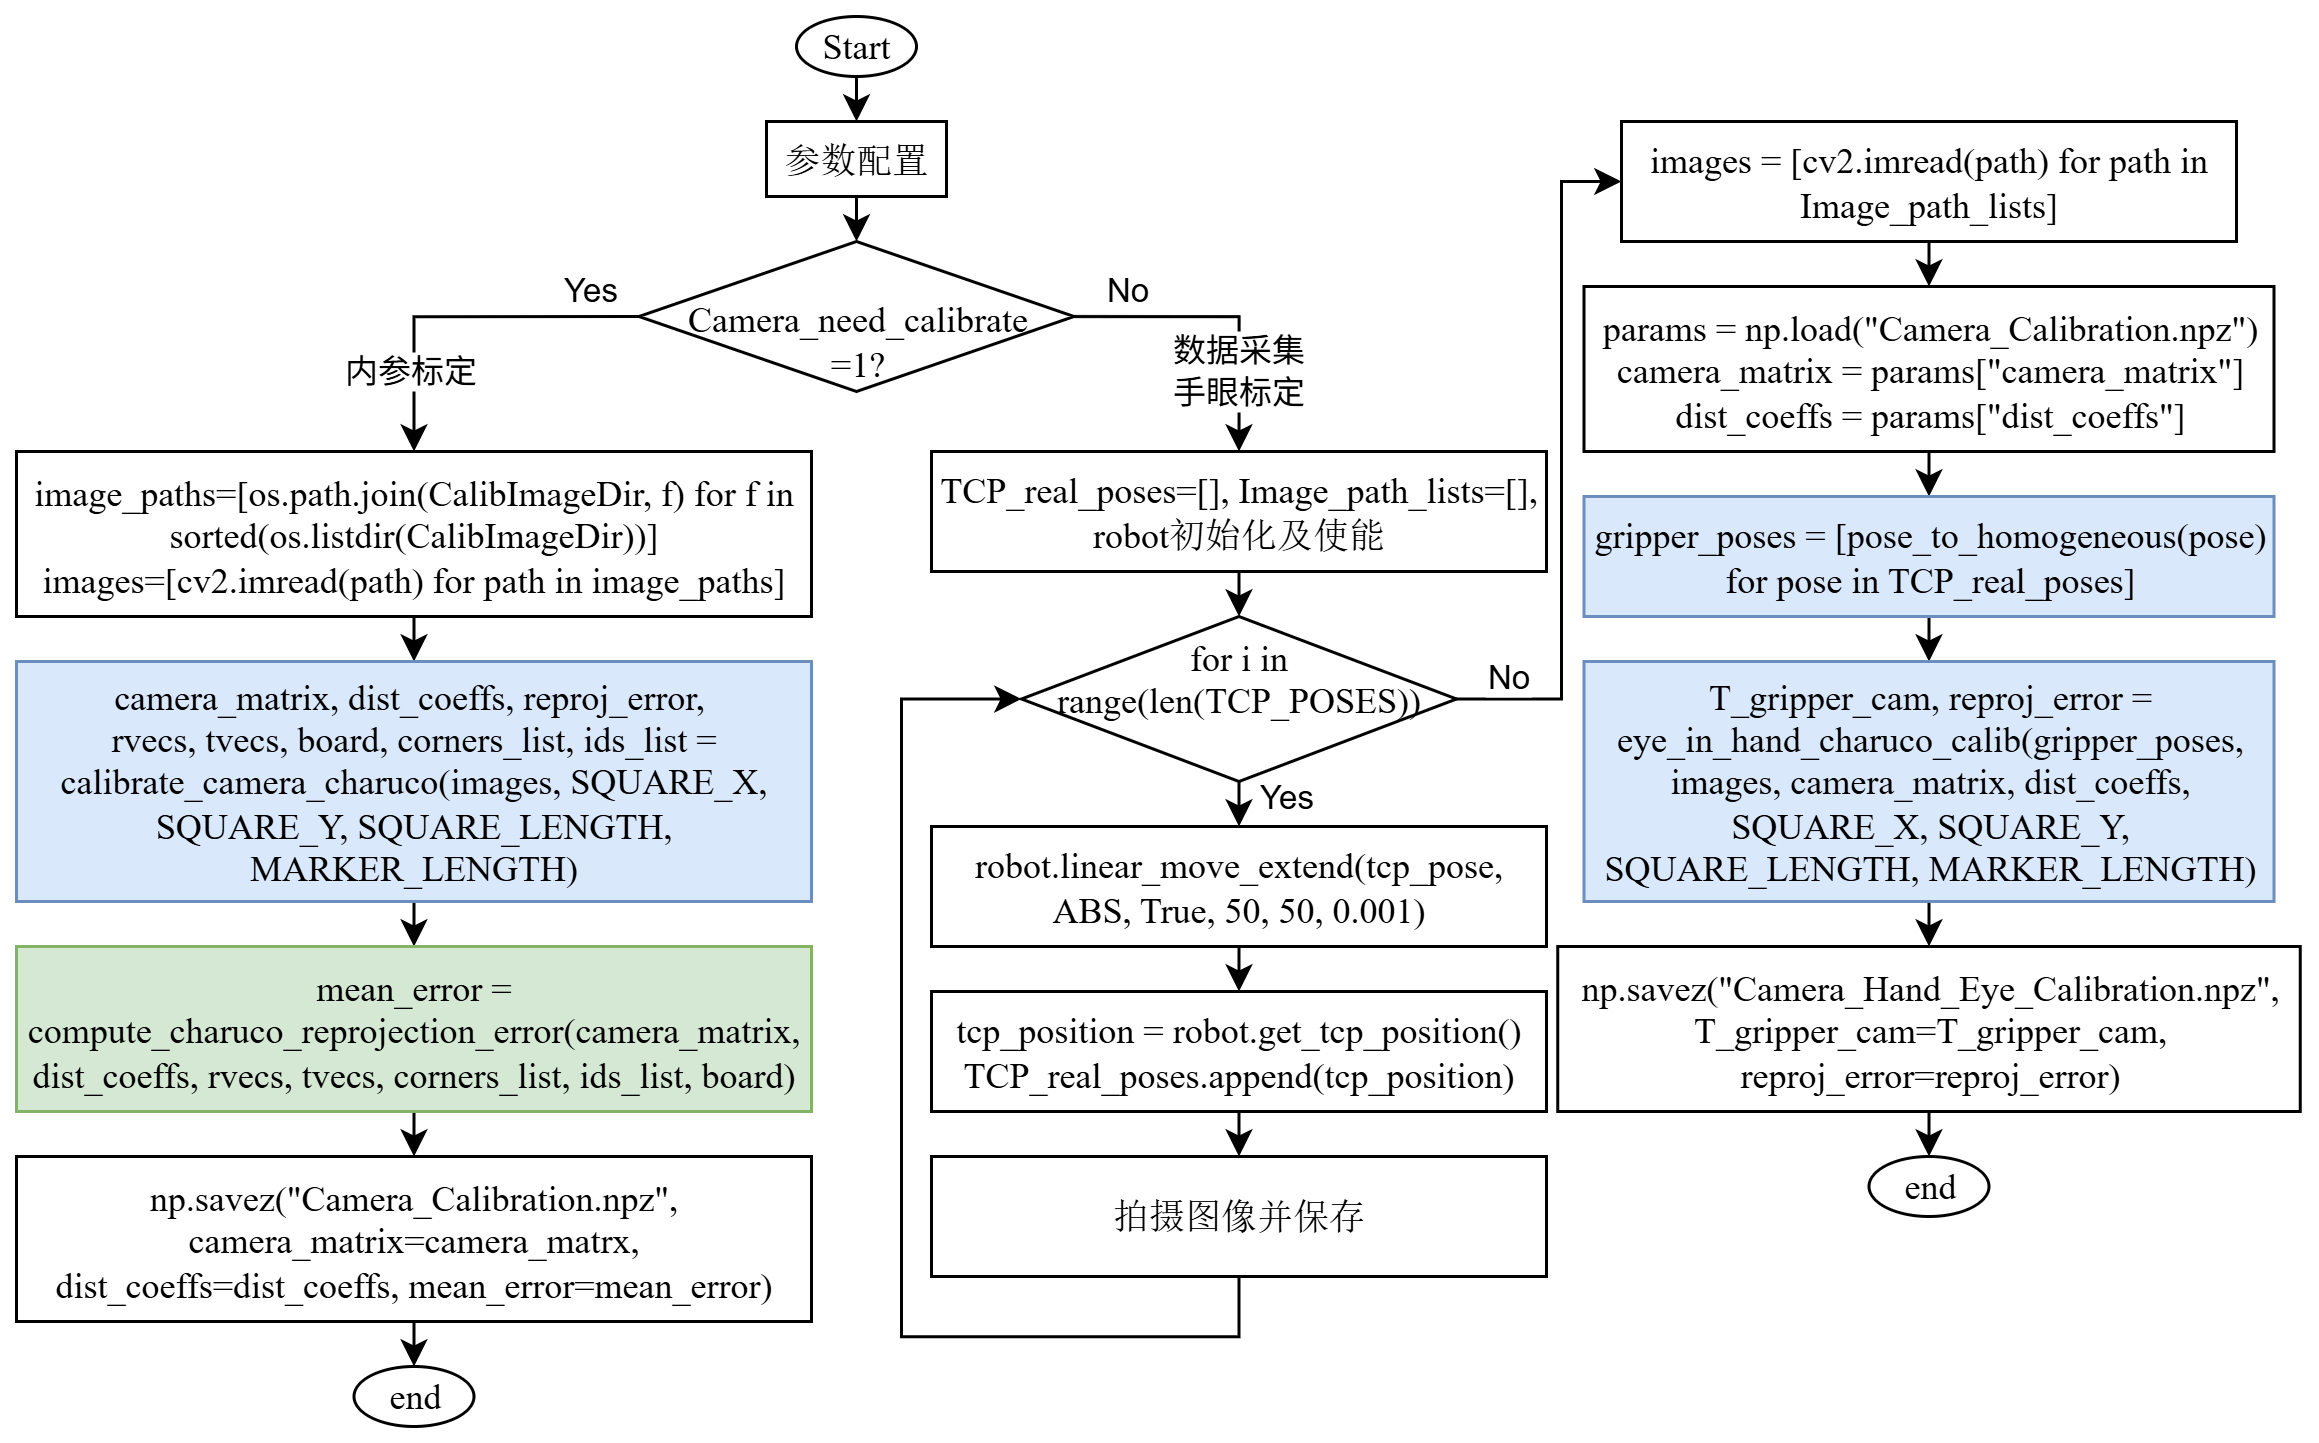 Start
参数配置
Camera_need_calibrate
=1?
Yes
内参标定
image_paths=[os.path.join(CalibImageDir, f) for f in
sorted(os.listdir(CalibImageDir))]
images=[cv2.imread(path) for path in image_paths]
camera_matrix, dist_coeffs, reproj_error,
rvecs, tvecs, board, corners_list, ids_list =
calibrate_camera_charuco(images, SQUARE_X,
SQUARE_Y, SQUARE_LENGTH,
MARKER_LENGTH)
mean_error =
compute_charuco_reprojection_error(camera_matrix,
dist_coeffs, rvecs, tvecs, corners_list, ids_list, board)
np.savez("Camera_Calibration.npz",
camera_matrix=camera_matrx,
dist_coeffs=dist_coeffs, mean_error=mean_error)
end
No
数据采集
手眼标定
TCP_real_poses=[], Image_path_lists=[],
robot初始化及使能
for i in
range(len(TCP_POSES))
Yes
robot.linear_move_extend(tcp_pose,
ABS, True, 50, 50, 0.001)
tcp_position = robot.get_tcp_position()
TCP_real_poses.append(tcp_position)
拍摄图像并保存
No
images = [cv2.imread(path) for path in
Image_path_lists]
params = np.load("Camera_Calibration.npz")
camera_matrix = params["camera_matrix"]
dist_coeffs = params["dist_coeffs"]
gripper_poses = [pose_to_homogeneous(pose)
for pose in TCP_real_poses]
T_gripper_cam, reproj_error =
eye_in_hand_charuco_calib(gripper_poses,
images, camera_matrix, dist_coeffs,
SQUARE_X, SQUARE_Y,
SQUARE_LENGTH, MARKER_LENGTH)
np.savez("Camera_Hand_Eye_Calibration.npz",
T_gripper_cam=T_gripper_cam,
reproj_error=reproj_error)
end